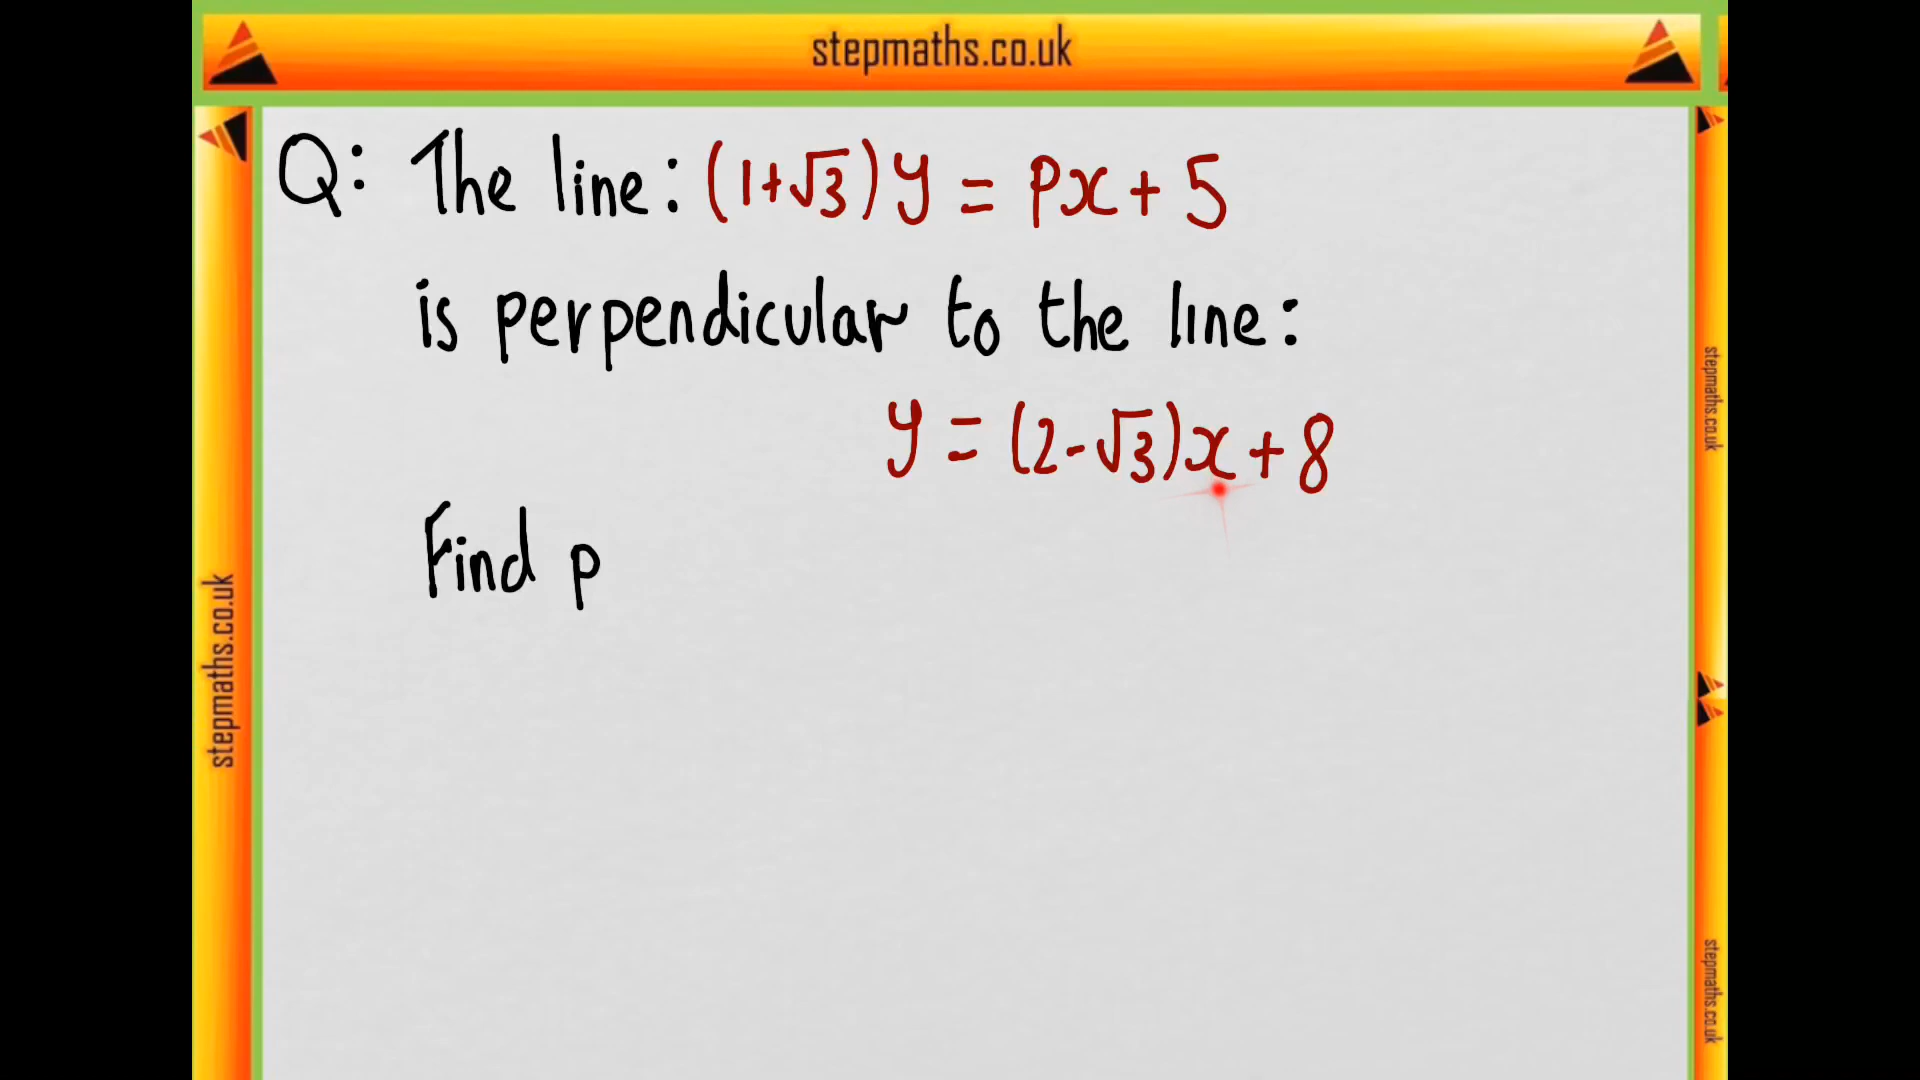 stepmaths.co.uk
Q: The line: (1+√3)y = px + 5
is perpendicular to the line:
y = (2-√3)x + 8
Find p
stepmaths.co.uk
stepmaths.co.uk
stepmaths.co.uk